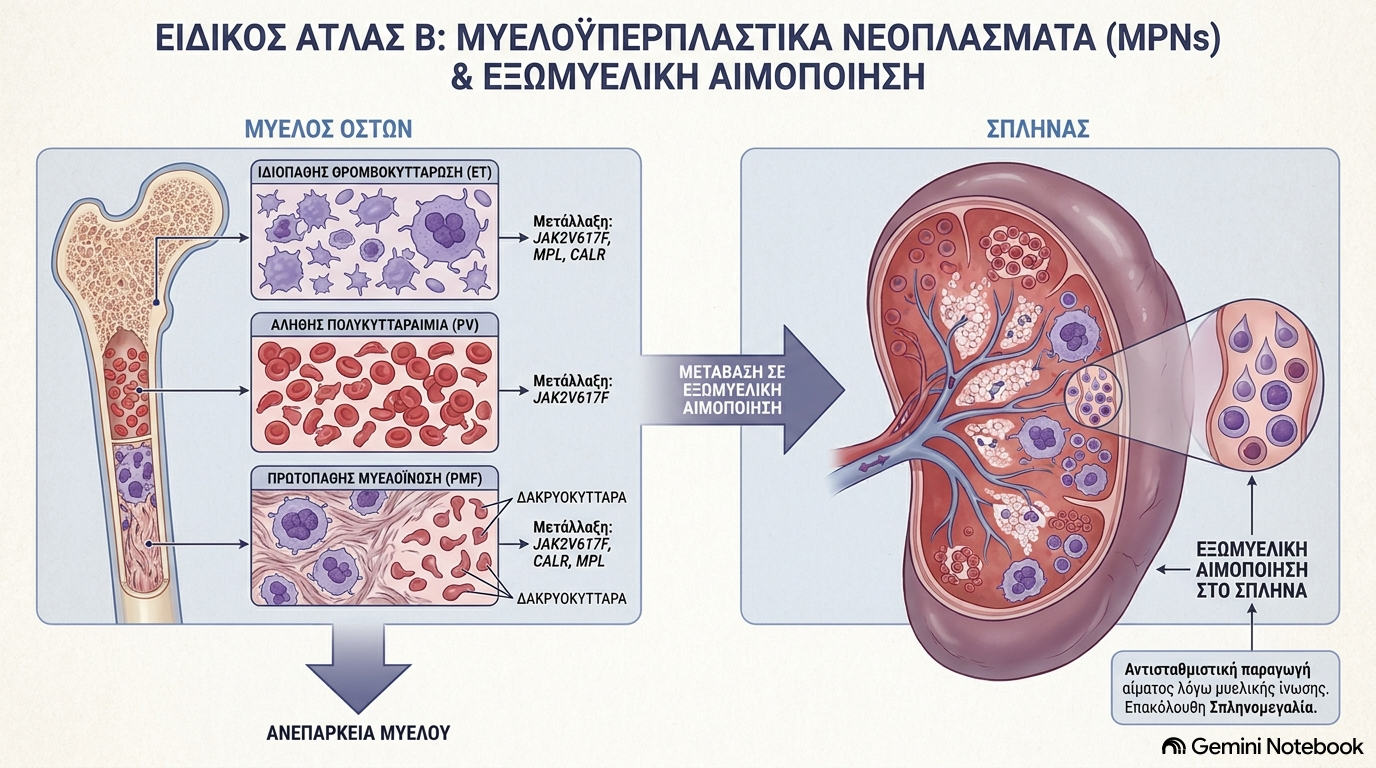 ΕΙΔΙΚΟΣ ΑΤΛΑΣ Β: ΜΥΕΛΟΫΠΕΡΠΛΑΣΤΙΚΑ ΝΕΟΠΛΑΣΜΑΤΑ (MPNs)
& ΕΞΩΜΥΕΛΙΚΗ ΑΙΜΟΠΟΙΗΣΗ
ΜΥΕΛΟΣ ΟΣΤΩΝ
ΙΔΙΟΠΑΘΗΣ ΘΡΟΜΒΟΚΥΤΤΑΡΩΣΗ (ET)
Μετάλλαξη:
JAK2V617F,
MPL, CALR
ΑΛΗΘΗΣ ΠΟΛΥΚΥΤΤΑΡΑΙΜΙΑ (PV)
Μετάλλαξη:
JAK2V617F
ΠΡΩΤΟΠΑΘΗΣ ΜΥΕΛΟΪΝΩΣΗ (PMF)
ΔΑΚΡΥΟΚΥΤΤΑΡΑ
Μετάλλαξη:
JAK2V617F,
CALR, MPL
ΔΑΚΡΥΟΚΥΤΤΑΡΑ
ΑΝΕΠΑΡΚΕΙΑ ΜΥΕΛΟΥ
ΜΕΤΑΒΑΣΗ ΣΕ
ΕΞΩΜΥΕΛΙΚΗ
ΑΙΜΟΠΟΙΗΣΗ
ΣΠΛΗΝΑΣ
ΕΞΩΜΥΕΛΙΚΗ
ΑΙΜΟΠΟΙΗΣΗ
ΣΤΟ ΣΠΛΗΝΑ
Αντισταθμιστική παραγωγή
αίματος λόγω μυελικής ίνωσης.
Επακόλουθη Σπληνομεγαλία.
Gemini Notebook